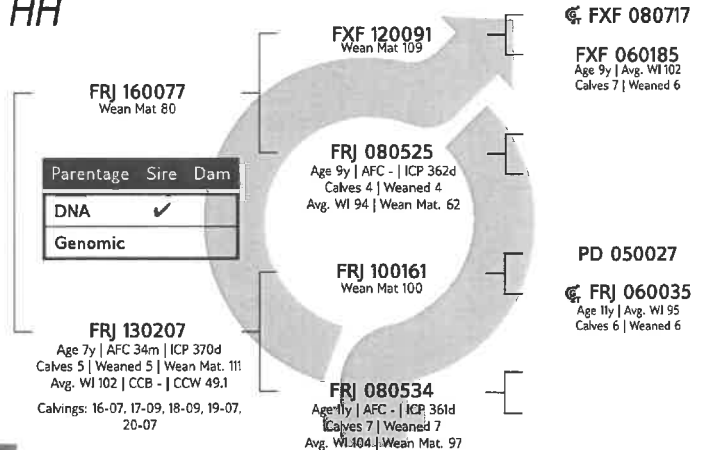 HH
FXF 120091
Wean Mat 109
FXF 080717
FXF 060185
Age 9y | Avg. WI 102
Calves 7 | Weaned 6
FRJ 160077
Wean Mat 80
FRJ 080525
Age 9y | AFC - | ICP 362d
Calves 4 | Weaned 4
Avg. WI 94 | Wean Mat. 62
Parentage Sire Dam
DNA ✓
Genomic
FRJ 100161
Wean Mat 100
PD 050027
FRJ 060035
Age 11y | Avg. WI 95
Calves 6 | Weaned 6
FRJ 130207
Age 7y | AFC 34m | ICP 370d
Calves 5 | Weaned 5 | Wean Mat. 111
Avg. WI 102 | CCB - | CCW 49.1
Calvings: 16-07, 17-09, 18-09, 19-07,
20-07
FRJ 080534
Age 11y | AFC - | ICP 361d
Calves 7 | Weaned 7
Avg. WI 104 | Wean Mat. 97